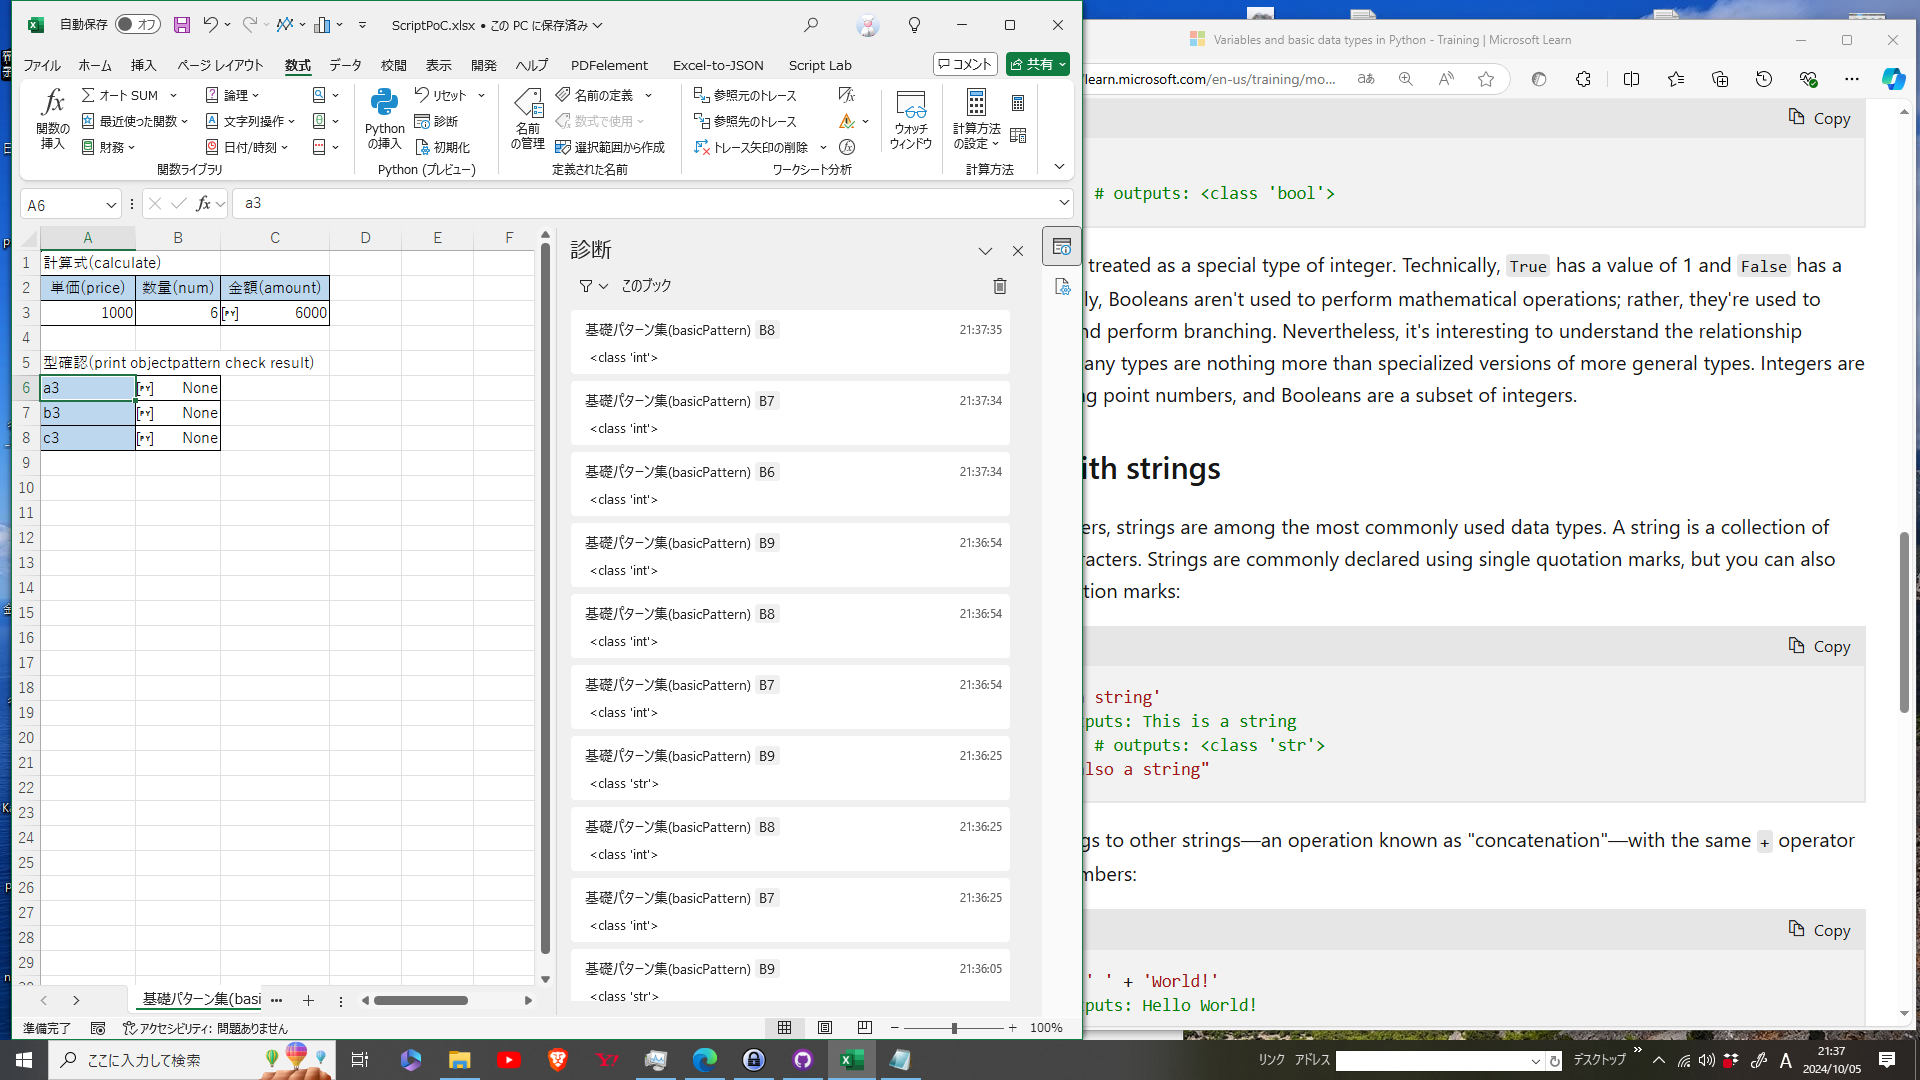 自動保存
オフ
ScriptPoC.xlsx • この PC に保存済み
ファイル ホーム 挿入 ページ レイアウト 数式 データ 校閲 表示 開発 ヘルプ PDFelement Excel-to-JSON Script Lab
コメント
共有
関数の
挿入
オート SUM
最近使った関数
財務
論理
文字列操作
日付/時刻
関数ライブラリ
Python
の挿入
リセット
診断
初期化
Python (プレビュー)
名前
の管理
名前の定義
数式で使用
選択範囲から作成
定義された名前
参照元のトレース
参照先のトレース
トレース矢印の削除
ワークシート分析
ウォッチ
ウィンドウ
計算方法
の設定
計算方法
A6
fx
a3
A B C D E F
1 計算式(calculate)
2 単価(price) 数量(num) 金額(amount)
3 1000 6 [PY] 6000
4
5 型確認(print objectpattern check result)
6 a3 [PY] None
7 b3 [PY] None
8 c3 [PY] None
9
10
11
12
13
14
15
16
17
18
19
20
21
22
23
24
25
26
27
28
29
診断
このブック
基礎パターン集(basicPattern) B8 21:37:35
<class 'int'>
基礎パターン集(basicPattern) B7 21:37:34
<class 'int'>
基礎パターン集(basicPattern) B6 21:37:34
<class 'int'>
基礎パターン集(basicPattern) B9 21:36:54
<class 'int'>
基礎パターン集(basicPattern) B8 21:36:54
<class 'int'>
基礎パターン集(basicPattern) B7 21:36:54
<class 'int'>
基礎パターン集(basicPattern) B9 21:36:25
<class 'str'>
基礎パターン集(basicPattern) B8 21:36:25
<class 'int'>
基礎パターン集(basicPattern) B7 21:36:25
<class 'int'>
基礎パターン集(basicPattern) B9 21:36:05
<class 'str'>
基礎パターン集(basi
準備完了
アクセシビリティ: 問題ありません
100%
Variables and basic data types in Python - Training | Microsoft Learn
learn.microsoft.com/en-us/training/mo...
Copy
# outputs: <class 'bool'>
treated as a special type of integer. Technically, True has a value of 1 and False has a
ly, Booleans aren't used to perform mathematical operations; rather, they're used to
nd perform branching. Nevertheless, it's interesting to understand the relationship
any types are nothing more than specialized versions of more general types. Integers are
g point numbers, and Booleans are a subset of integers.
ith strings
ers, strings are among the most commonly used data types. A string is a collection of
racters. Strings are commonly declared using single quotation marks, but you can also
tion marks:
Copy
string'
puts: This is a string
# outputs: <class 'str'>
lso a string"
gs to other strings—an operation known as "concatenation"—with the same + operator
mbers:
Copy
' ' + 'World!'
puts: Hello World!
ここに入力して検索
リンク アドレス
デスクトップ
A
21:37
2024/10/05